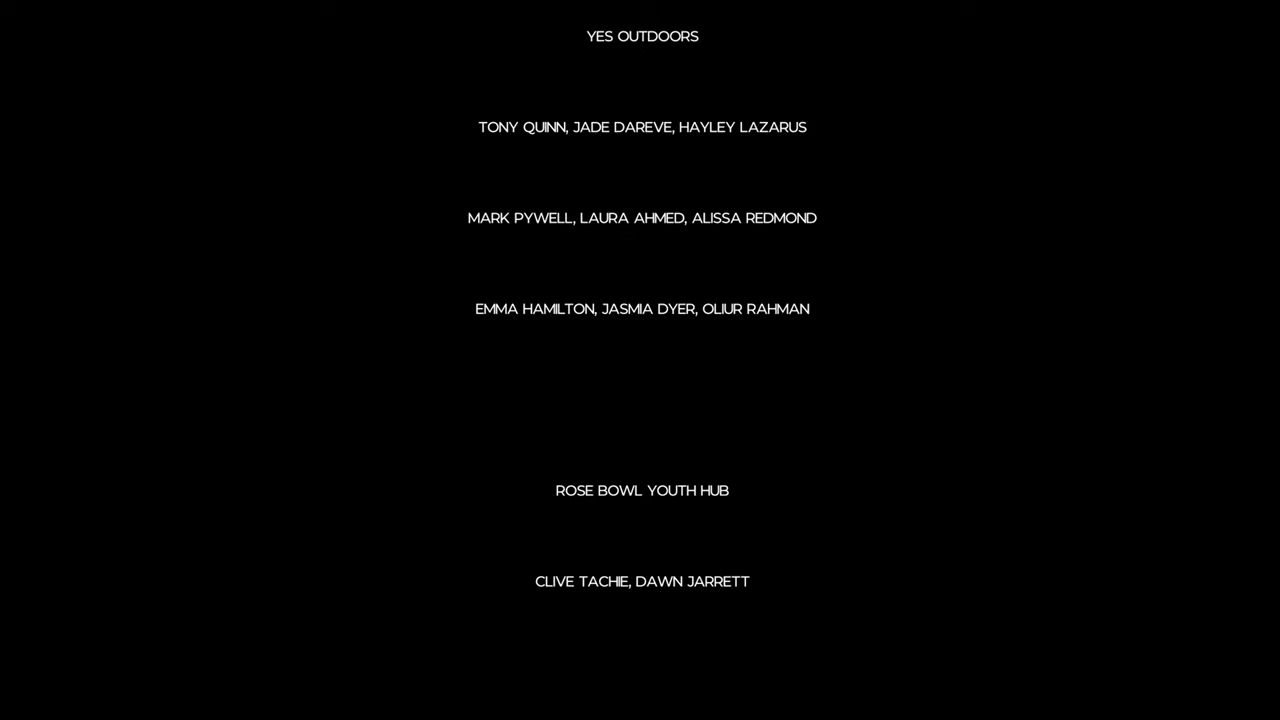 YES OUTDOORS
TONY QUINN, JADE DAREVE, HAYLEY LAZARUS
MARK PYWELL, LAURA AHMED, ALISSA REDMOND
EMMA HAMILTON, JASMIA DYER, OLIUR RAHMAN
ROSE BOWL YOUTH HUB
CLIVE TACHIE, DAWN JARRETT